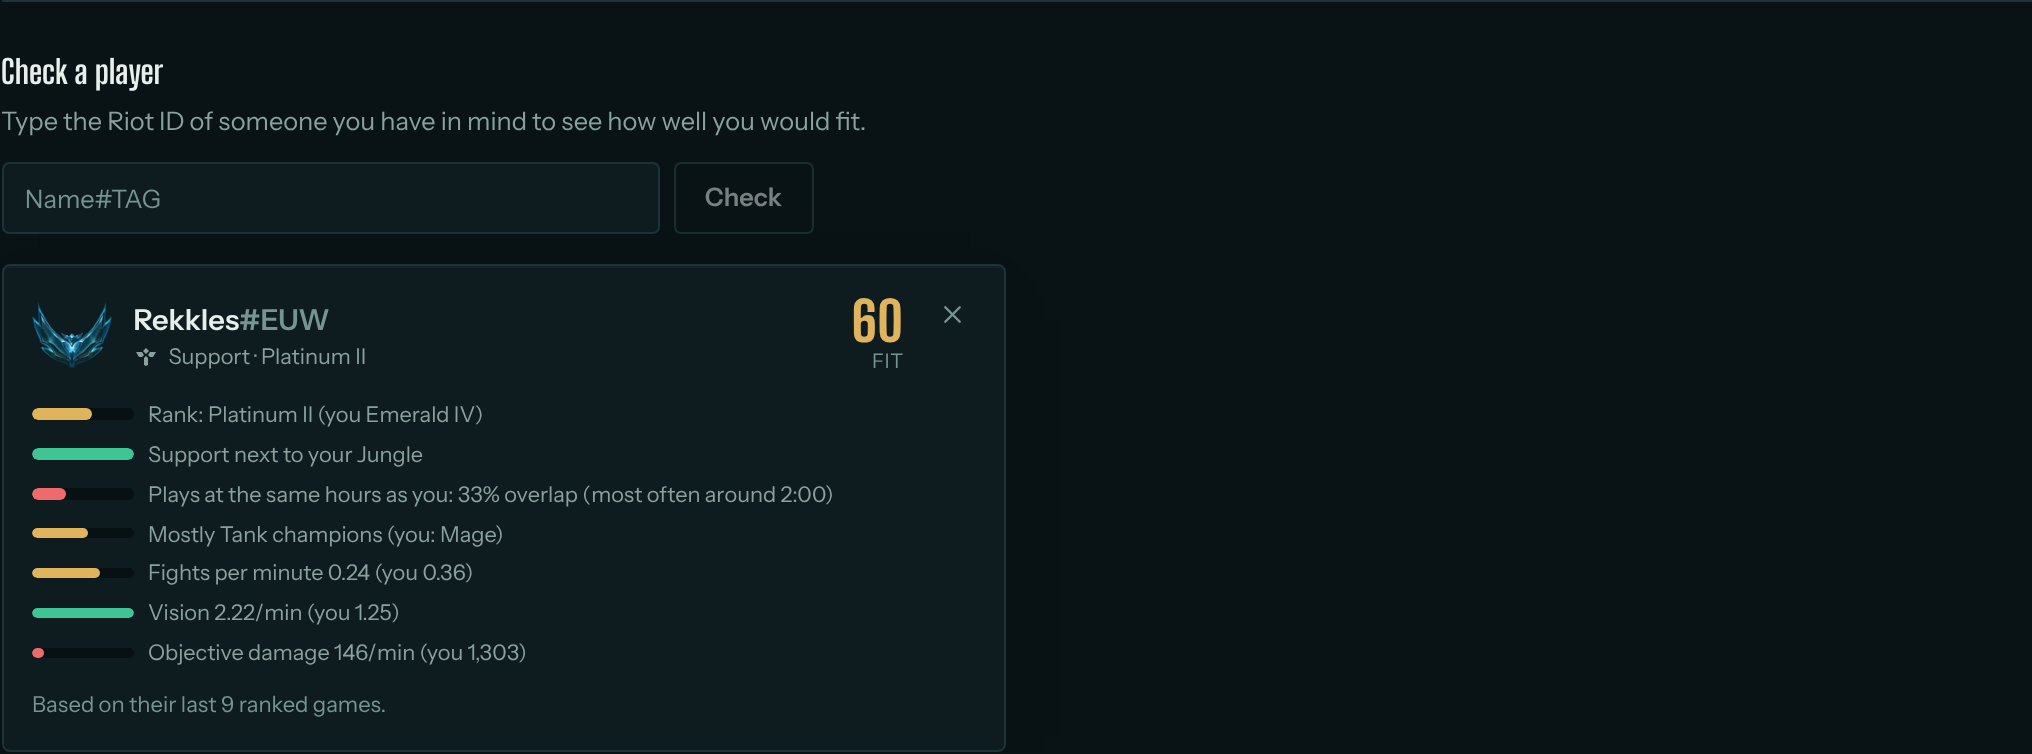 Check a player
Type the Riot ID of someone you have in mind to see how well you would fit.
Name#TAG
Check
Rekkles#EUW
Support · Platinum II
60
FIT
Rank: Platinum II (you Emerald IV)
Support next to your Jungle
Plays at the same hours as you: 33% overlap (most often around 2:00)
Mostly Tank champions (you: Mage)
Fights per minute 0.24 (you 0.36)
Vision 2.22/min (you 1.25)
Objective damage 146/min (you 1,303)
Based on their last 9 ranked games.